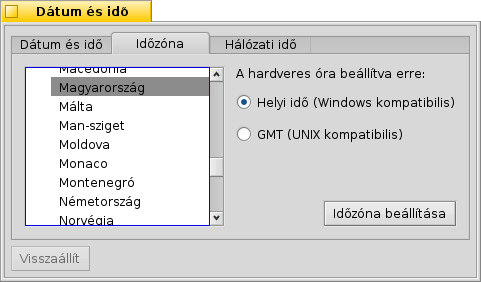 Dátum és idő
Dátum és idő
Időzóna
Hálózati idő
Macedónia
Magyarország
Málta
Man-sziget
Moldova
Monaco
Montenegró
Németország
Norvégia
A hardveres óra beállítva erre:
Helyi idő (Windows kompatibilis)
GMT (UNIX kompatibilis)
Időzóna beállítása
Visszaállít